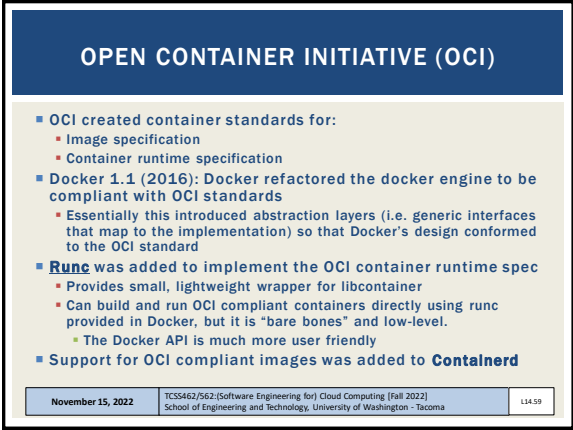 OPEN CONTAINER INITIATIVE (OCI)
OCI created container standards for:
Image specification
Container runtime specification
Docker 1.1 (2016): Docker refactored the docker engine to be
compliant with OCI standards
Essentially this introduced abstraction layers (i.e. generic interfaces
that map to the implementation) so that Docker's design conformed
to the OCI standard
Runc was added to implement the OCI container runtime spec
Provides small, lightweight wrapper for libcontainer
Can build and run OCI compliant containers directly using runc
provided in Docker, but it is “bare bones” and low-level.
The Docker API is much more user friendly
Support for OCI compliant images was added to Containerd
November 15, 2022
TCSS462/562:(Software Engineering for) Cloud Computing [Fall 2022]
School of Engineering and Technology, University of Washington - Tacoma
L14.59